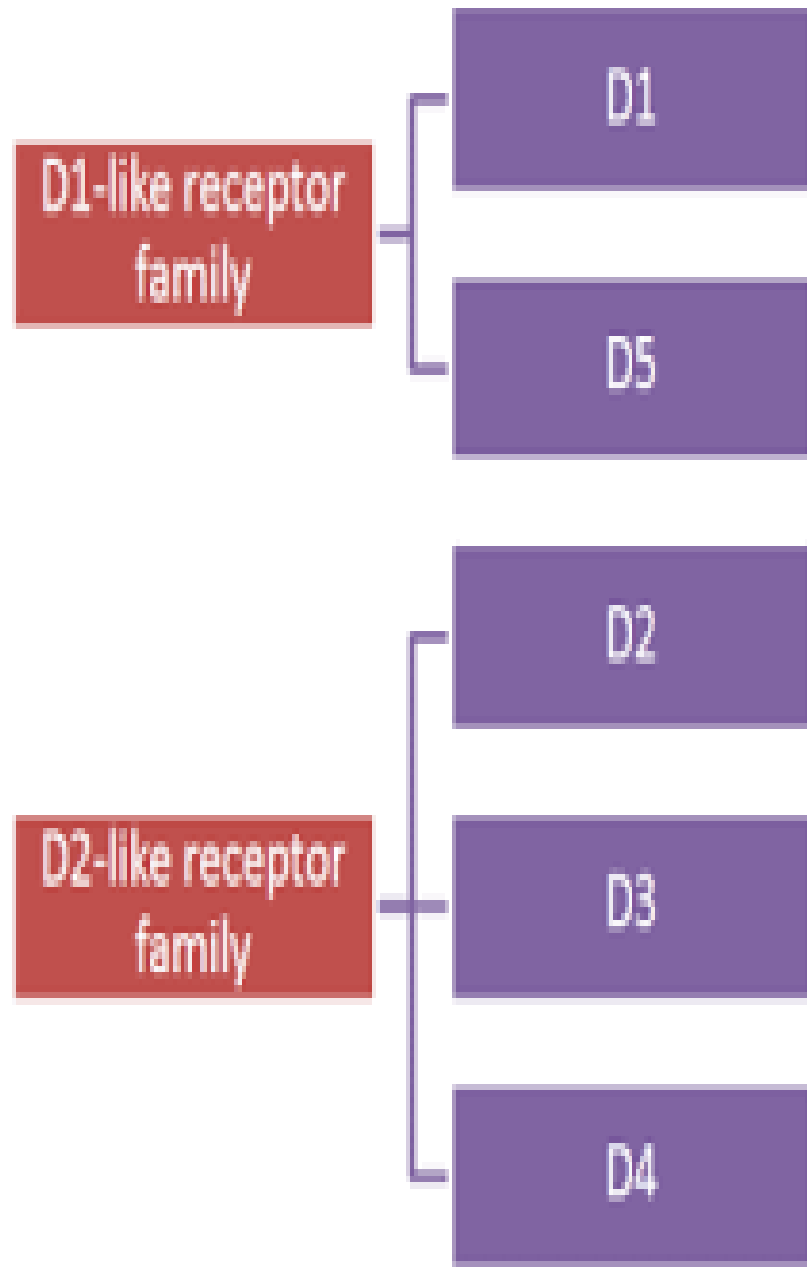 D1-like receptor
family
D1
D5
D2-like receptor
family
D2
D3
D4